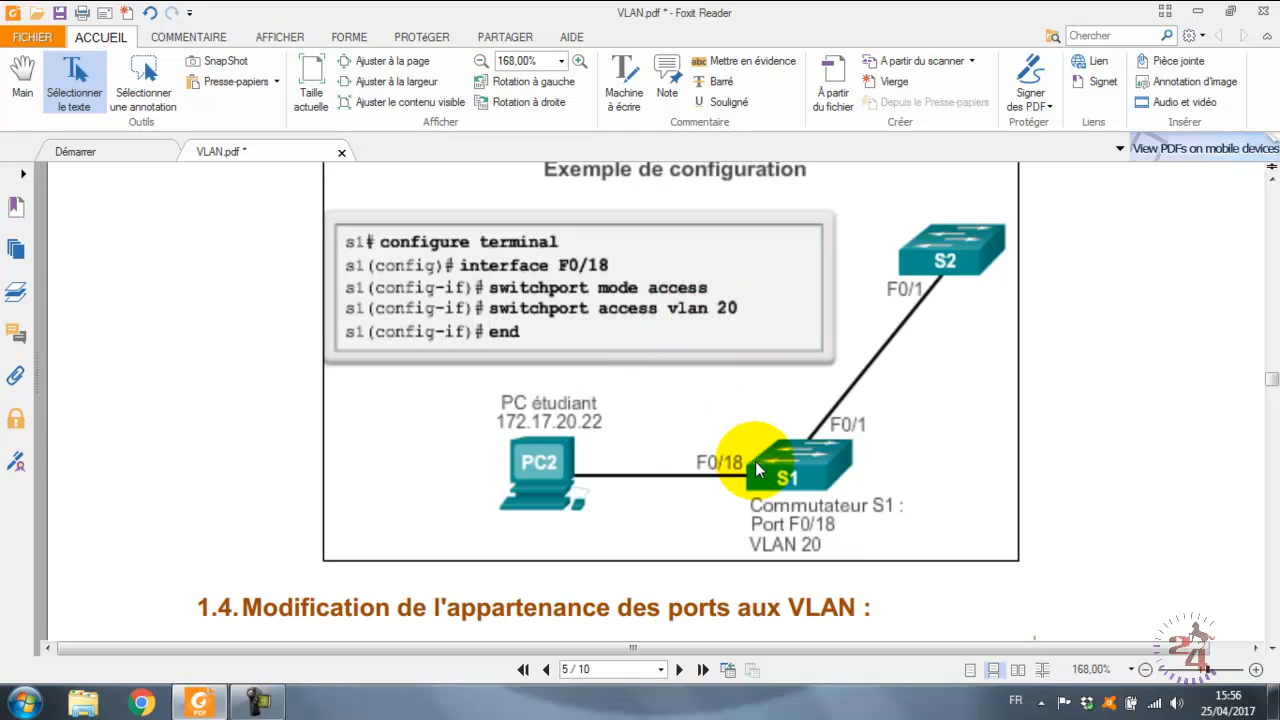 VLAN.pdf * - Foxit Reader
FICHIER
ACCUEIL
COMMENTAIRE
AFFICHER
FORME
PROTéGER
PARTAGER
AIDE
Chercher
Main
Sélectionner le texte
Sélectionner une annotation
SnapShot
Presse-papiers
Outils
Taille actuelle
Ajuster à la page
Ajuster à la largeur
Ajuster le contenu visible
168,00%
Rotation à gauche
Rotation à droite
Afficher
Machine à écrire
Note
abc Mettre en évidence
Barré
Souligné
Commentaire
À partir du fichier
A partir du scanner
Vierge
Depuis le Presse-papiers
Créer
Signer des PDF
Protéger
Lien
Signet
Liens
Pièce jointe
Annotation d'image
Audio et vidéo
Insérer
Démarrer
VLAN.pdf *
View PDFs on mobile devices
Exemple de configuration
s1# configure terminal
s1(config)# interface F0/18
s1(config-if)# switchport mode access
s1(config-if)# switchport access vlan 20
s1(config-if)# end
S2
F0/1
PC étudiant
172.17.20.22
F0/1
PC2
F0/18
S1
Commutateur S1 :
Port F0/18
VLAN 20
1.4. Modification de l'appartenance des ports aux VLAN :
5 / 10
168,00%
24
PDF
FR
15:56
25/04/2017